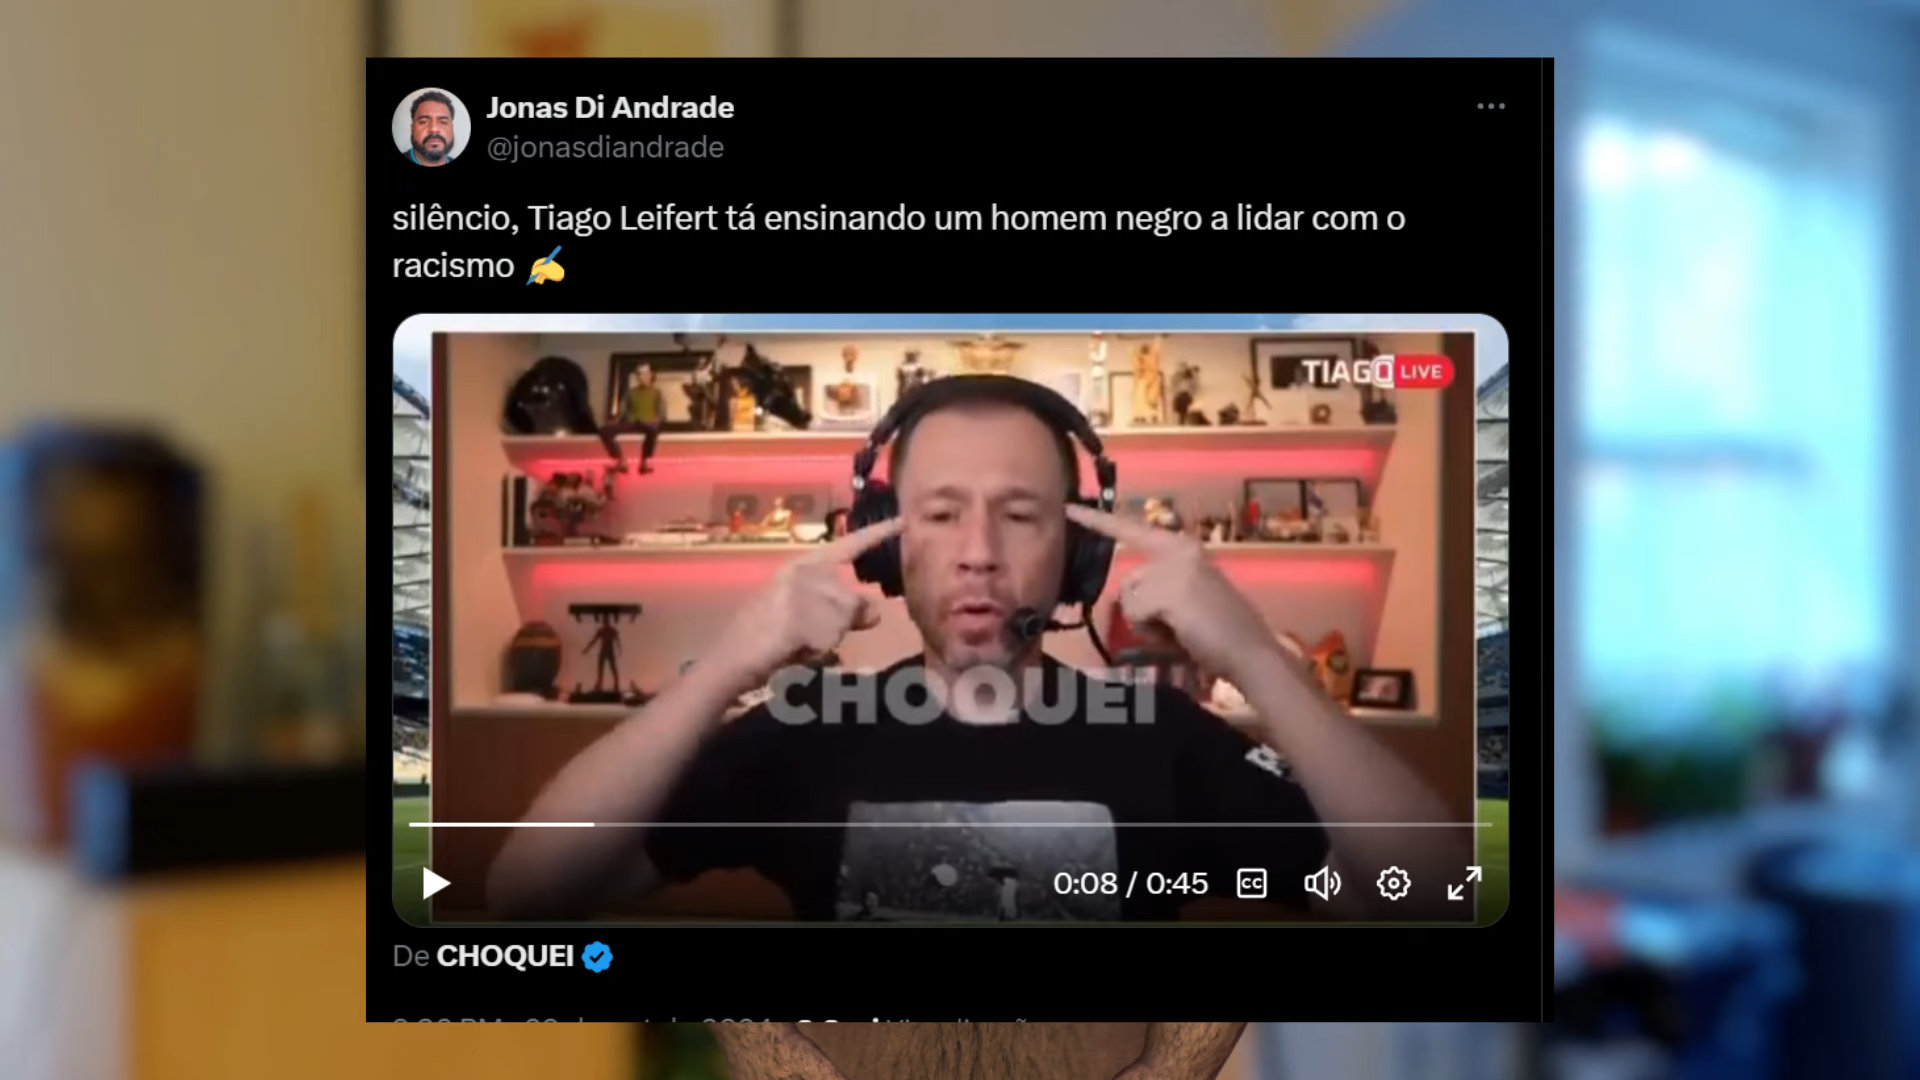 Jonas Di Andrade
@jonasdiandrade
silêncio, Tiago Leifert tá ensinando um homem negro a lidar com o
racismo
TIAGO LIVE
CHOQUEI
0:08 / 0:45
CC
De CHOQUEI